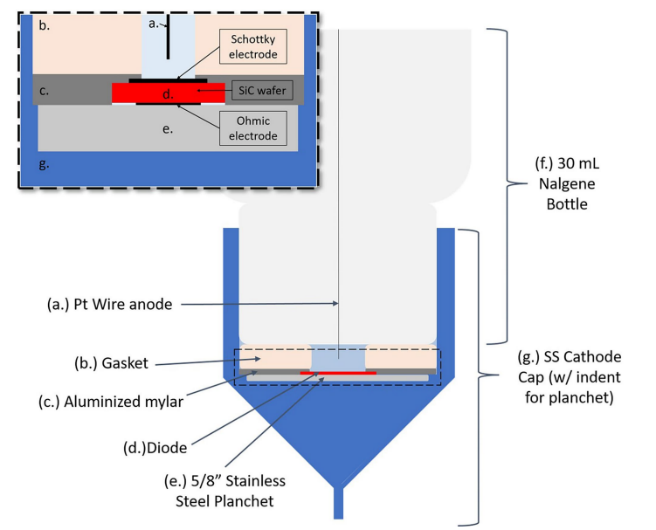 b.
a.
Schottky
electrode
c.
d.
SiC wafer
Ohmic
electrode
e.
g.
(f.) 30 mL
Nalgene
Bottle
(a.) Pt Wire anode
(b.) Gasket
(c.) Aluminized mylar
(d.)Diode
(e.) 5/8” Stainless
Steel Planchet
(g.) SS Cathode
Cap (w/ indent
for planchet)